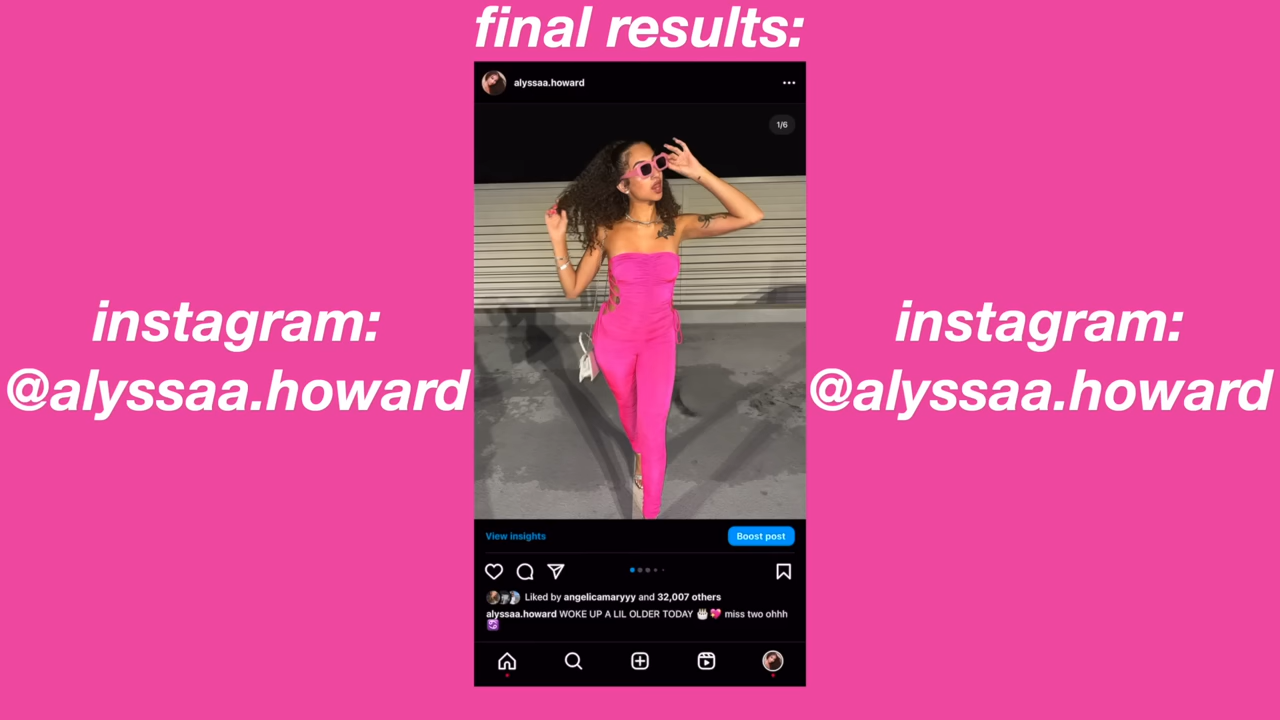 final results:
alyssaa.howard
1/6
instagram:
@alyssaa.howard
instagram:
@alyssaa.howard
View insights
Boost post
Liked by angelicamaryyy and 32,007 others
alyssaa.howard WOKE UP A LIL OLDER TODAY 🎂💖 miss two ohhh
♋